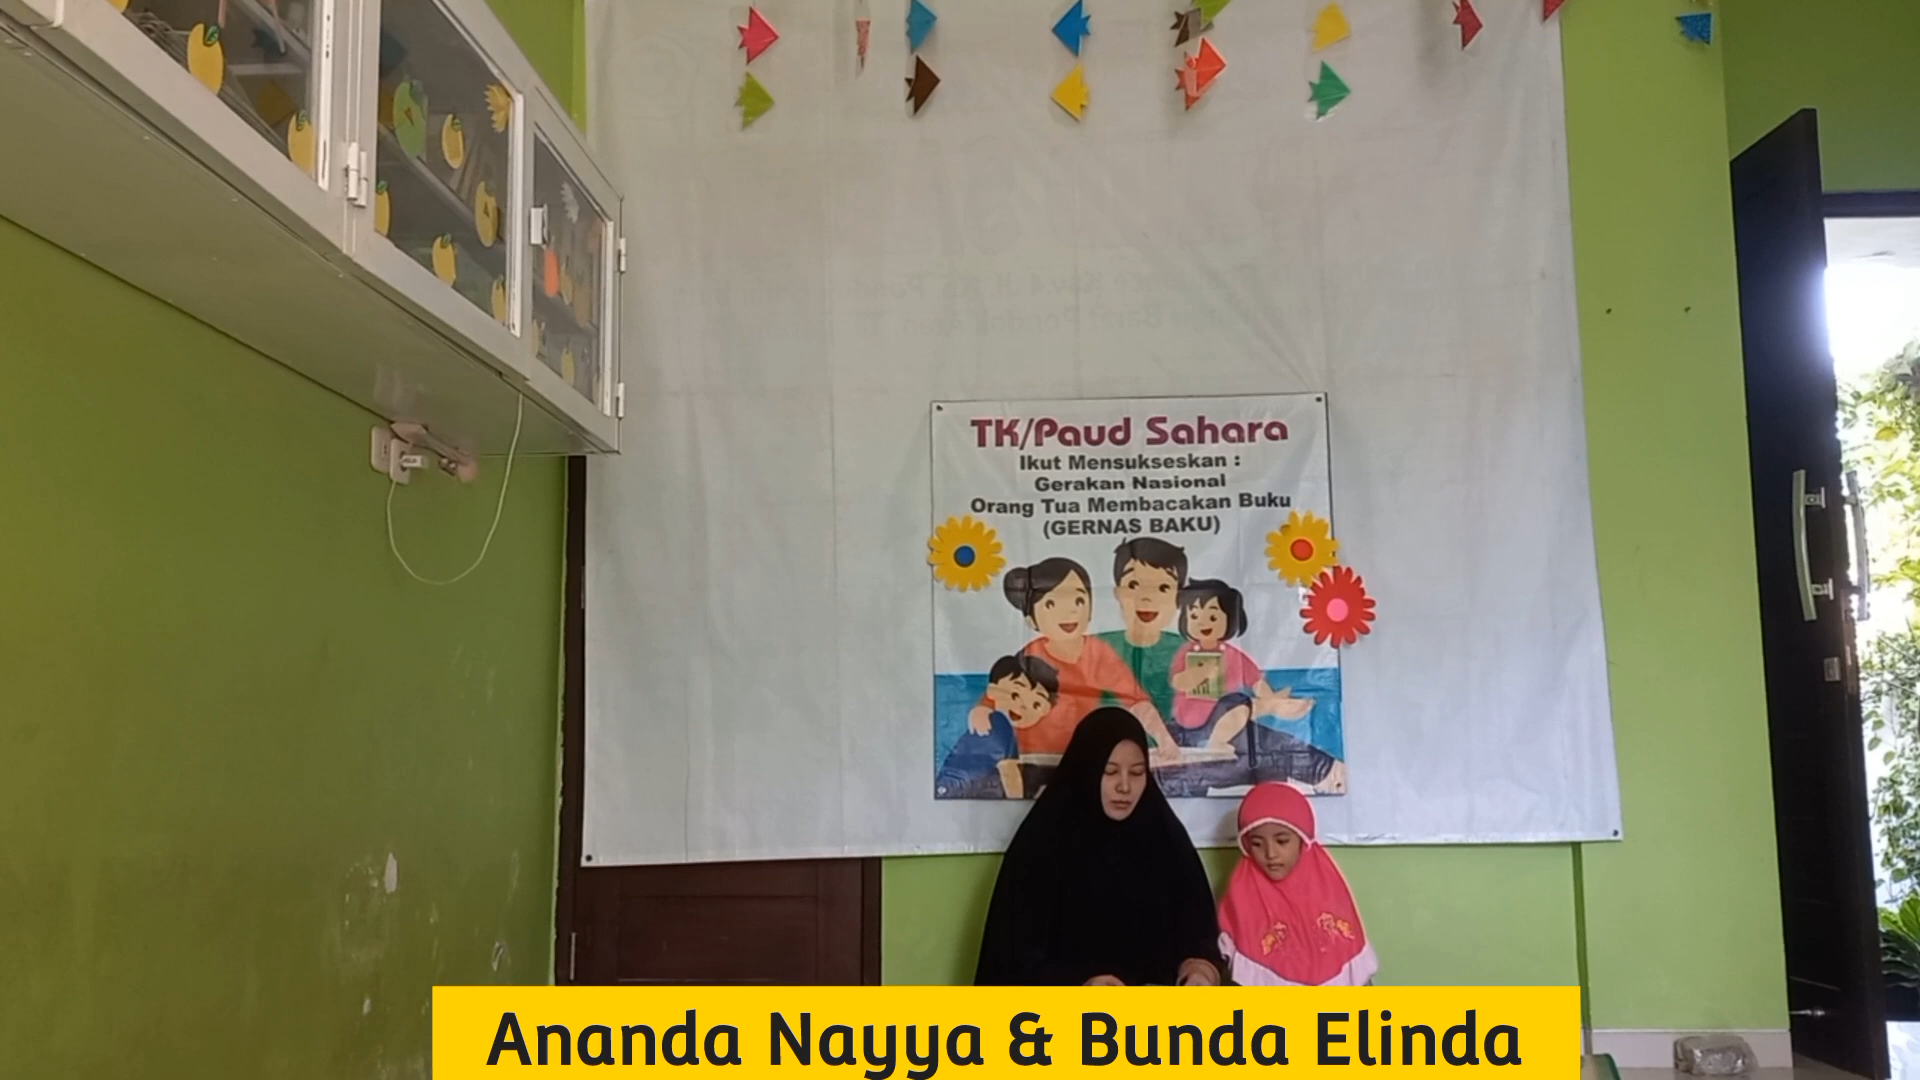 TK/Paud Sahara
Ikut Mensukseskan :
Gerakan Nasional
Orang Tua Membacakan Buku
(GERNAS BAKU)
Ananda Nayya & Bunda Elinda